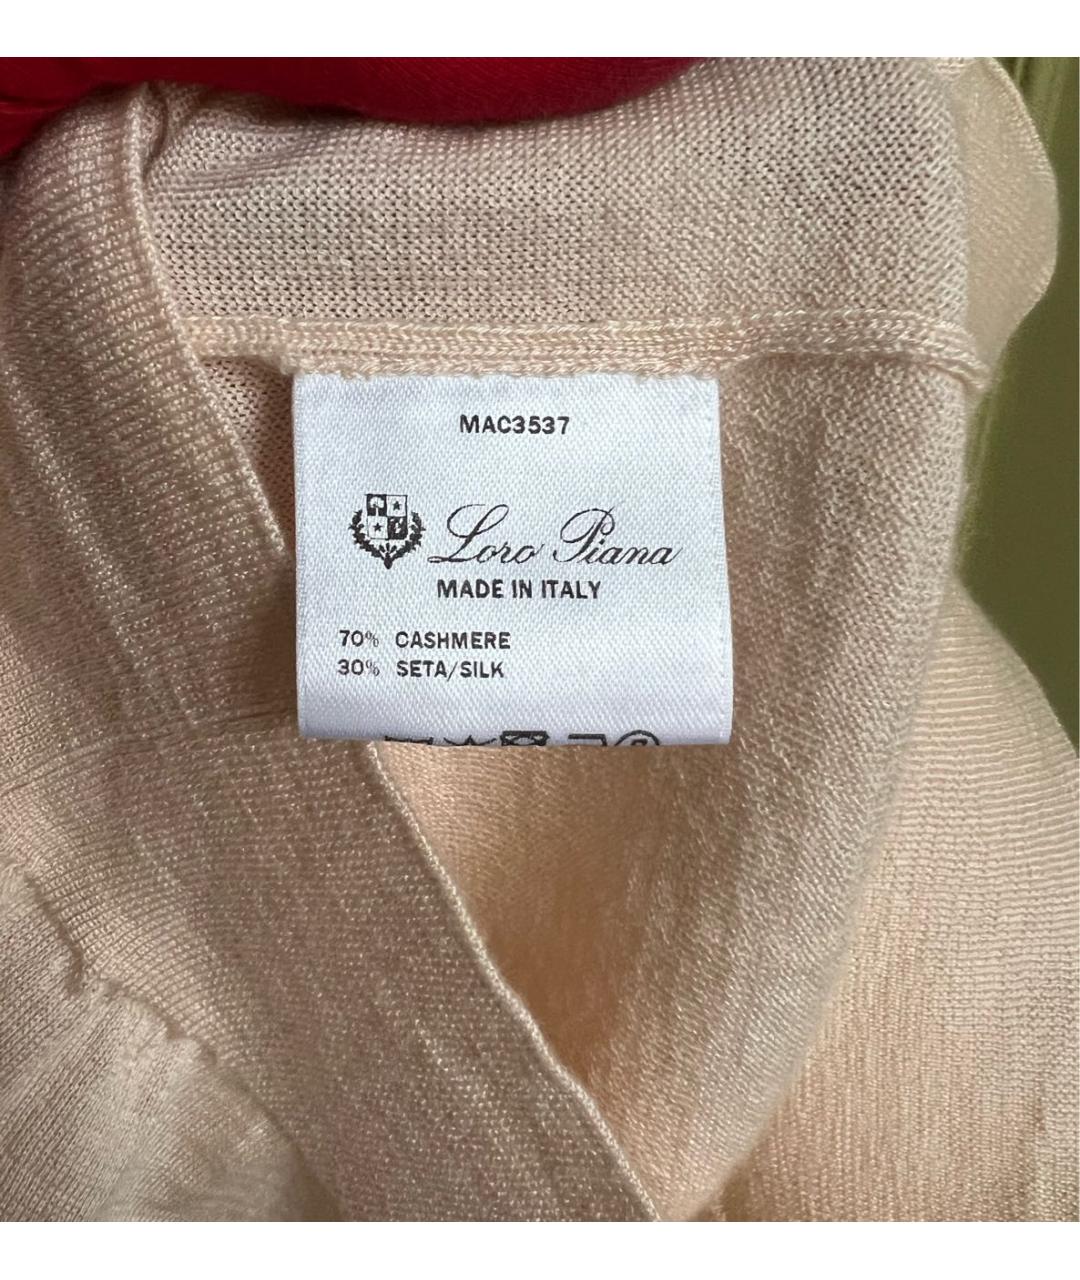 MAC3537
Loro Piana
MADE IN ITALY
70% CASHMERE
30% SETA/SILK